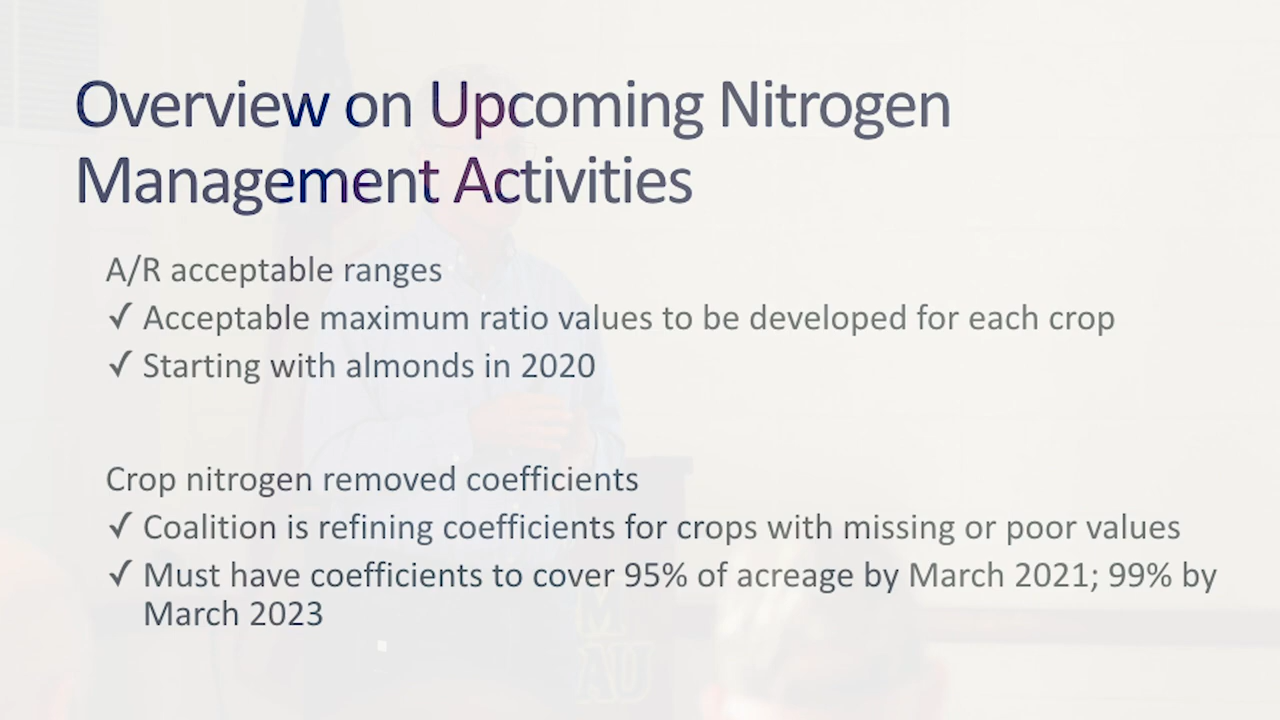 Overview on Upcoming Nitrogen
Management Activities
A/R acceptable ranges
✓ Acceptable maximum ratio values to be developed for each crop
✓ Starting with almonds in 2020
Crop nitrogen removed coefficients
✓ Coalition is refining coefficients for crops with missing or poor values
✓ Must have coefficients to cover 95% of acreage by March 2021; 99% by
March 2023